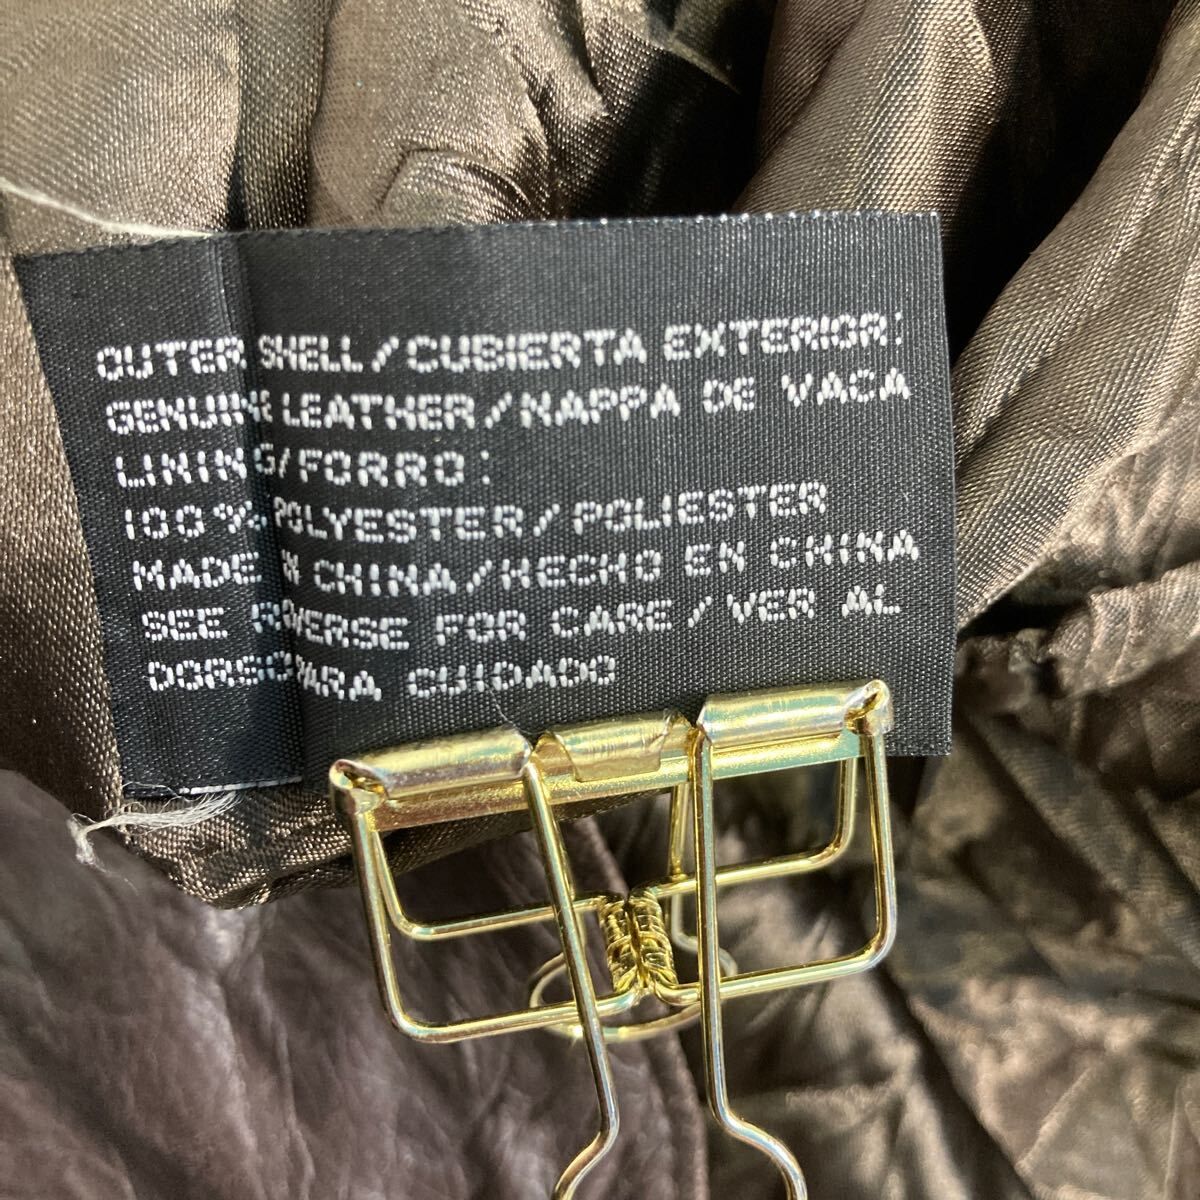 OUTER SHELL/CUBIERTA EXTERIOR:
GENUINE LEATHER/NAPPA DE VACA
LINING/FORRO:
100% POLYESTER/POLIESTER
MADE IN CHINA/HECHO EN CHINA
SEE REVERSE FOR CARE/VER AL
DORSO PARA CUIDADO